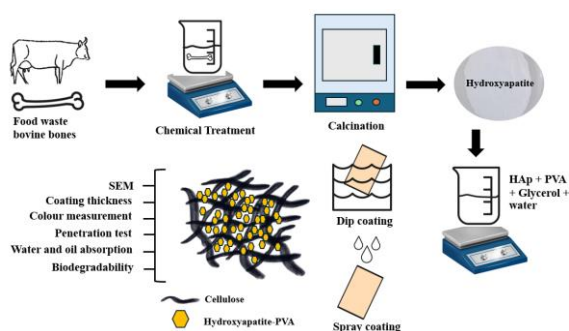 Food waste
bovine bones
Chemical Treatment
Calcination
Hydroxyapatite
HAp + PVA
+ Glycerol +
water
Dip coating
Spray coating
SEM
Coating thickness
Colour measurement
Penetration test
Water and oil absorption
Biodegradability
Cellulose
Hydroxyapatite-PVA